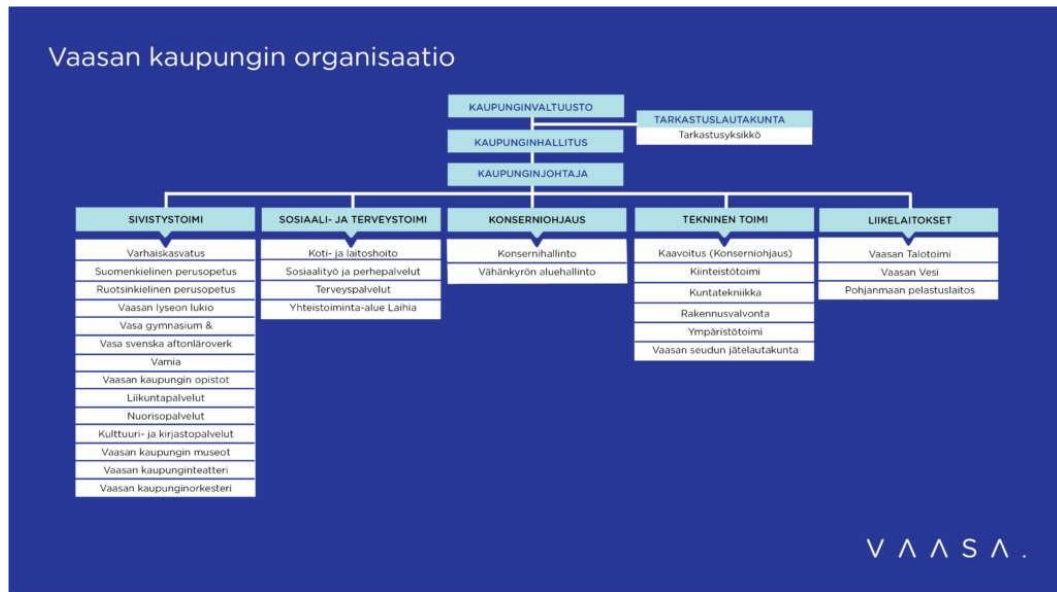 Vaasan kaupungin organisaatio
KAUPUNGINVALTUUSTO
TARKASTUSLAUTAKUNTA
Tarkastusyksikkö
KAUPUNGINHALLITUS
KAUPUNGINJOHTAJA
SIVISTYSTOIMI
Varhaiskasvatus
Suomenkielinen perusopetus
Ruotsinkielinen perusopetus
Vaasan lyseon lukio
Vasa gymnasium &
Vasa svenska aftonläroverk
Vamia
Vaasan kaupungin opistot
Liikuntapalvelut
Nuorisopalvelut
Kulttuuri- ja kirjastopalvelut
Vaasan kaupungin museot
Vaasan kaupunginteatteri
Vaasan kaupunginorkesteri
SOSIAALI- JA TERVEYSTOIMI
Koti- ja laitoshoito
Sosiaalityö ja perhepalvelut
Terveyspalvelut
Yhteistoiminta-alue Laihia
KONSERNIOHJAUS
Konsernihallinto
Vähänkyrön aluehallinto
TEKNINEN TOIMI
Kaavoitus (Konserniohjaus)
Kiinteistötoimi
Kuntatekniikka
Rakennusvalvonta
Ympäristötoimi
Vaasan seudun jätelautakunta
LIIKELAITOKSET
Vaasan Talotoimi
Vaasan Vesi
Pohjanmaan pelastuslaitos
VAASA.